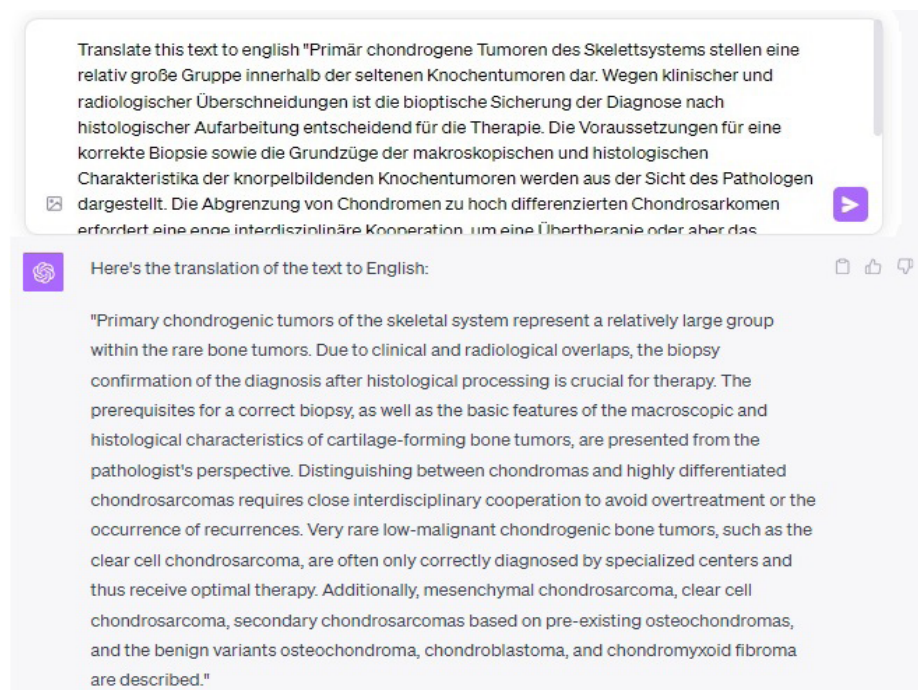 Translate this text to english "Primär chondrogene Tumoren des Skelettsystems stellen eine
relativ große Gruppe innerhalb der seltenen Knochentumoren dar. Wegen klinischer und
radiologischer Überschneidungen ist die bioptische Sicherung der Diagnose nach
histologischer Aufarbeitung entscheidend für die Therapie. Die Voraussetzungen für eine
korrekte Biopsie sowie die Grundzüge der makroskopischen und histologischen
Charakteristika der knorpelbildenden Knochentumoren werden aus der Sicht des Pathologen
dargestellt. Die Abgrenzung von Chondromen zu hoch differenzierten Chondrosarkomen
erfordert eine enge interdisziplinäre Kooperation, um eine Übertherapie oder aber das
Here's the translation of the text to English:
"Primary chondrogenic tumors of the skeletal system represent a relatively large group
within the rare bone tumors. Due to clinical and radiological overlaps, the biopsy
confirmation of the diagnosis after histological processing is crucial for therapy. The
prerequisites for a correct biopsy, as well as the basic features of the macroscopic and
histological characteristics of cartilage-forming bone tumors, are presented from the
pathologist's perspective. Distinguishing between chondromas and highly differentiated
chondrosarcomas requires close interdisciplinary cooperation to avoid overtreatment or the
occurrence of recurrences. Very rare low-malignant chondrogenic bone tumors, such as the
clear cell chondrosarcoma, are often only correctly diagnosed by specialized centers and
thus receive optimal therapy. Additionally, mesenchymal chondrosarcoma, clear cell
chondrosarcoma, secondary chondrosarcomas based on pre-existing osteochondromas,
and the benign variants osteochondroma, chondroblastoma, and chondromyxoid fibroma
are described."